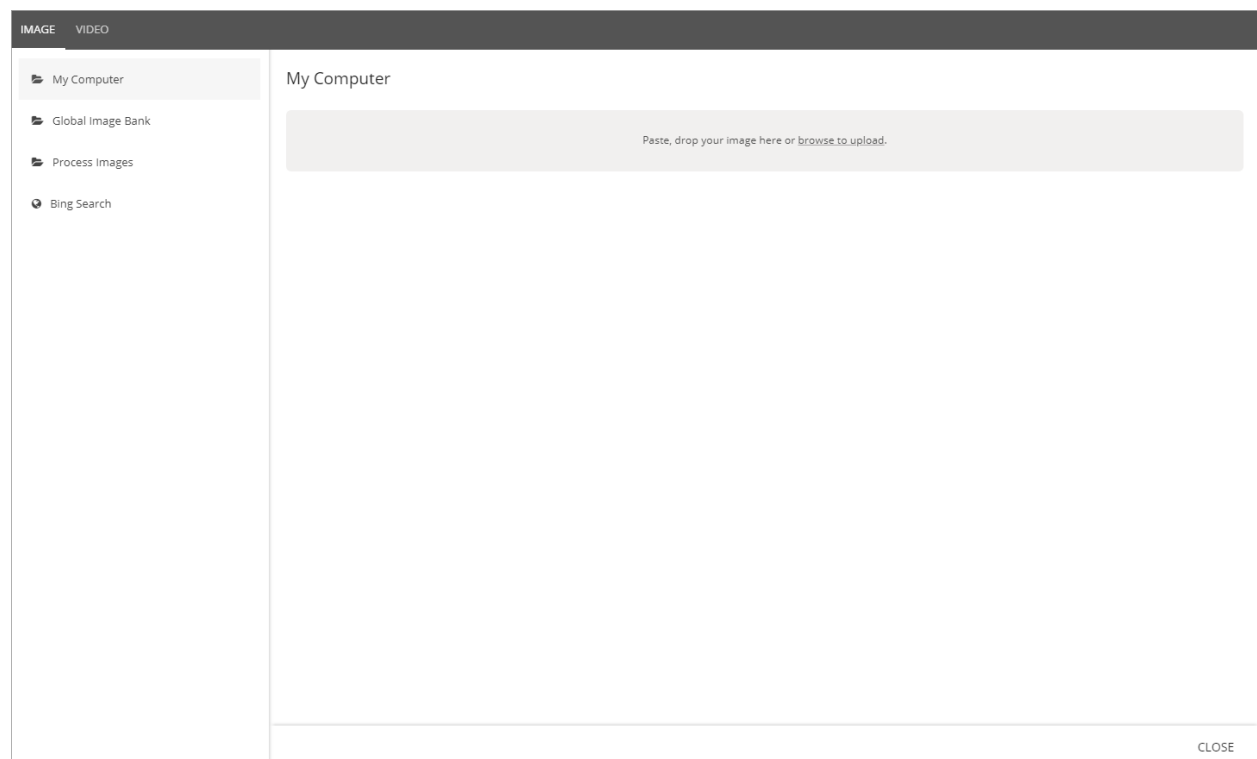 IMAGE VIDEO
My Computer
Global Image Bank
Process Images
Bing Search
My Computer
Paste, drop your image here or browse to upload.
CLOSE